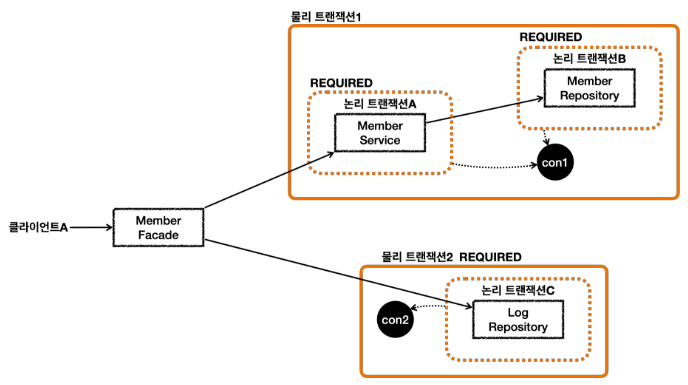 물리 트랜잭션1
REQUIRED
논리 트랜잭션B
Member
Repository
REQUIRED
논리 트랜잭션A
Member
Service
con1
클라이언트A
Member
Facade
물리 트랜잭션2 REQUIRED
논리 트랜잭션C
con2
Log
Repository